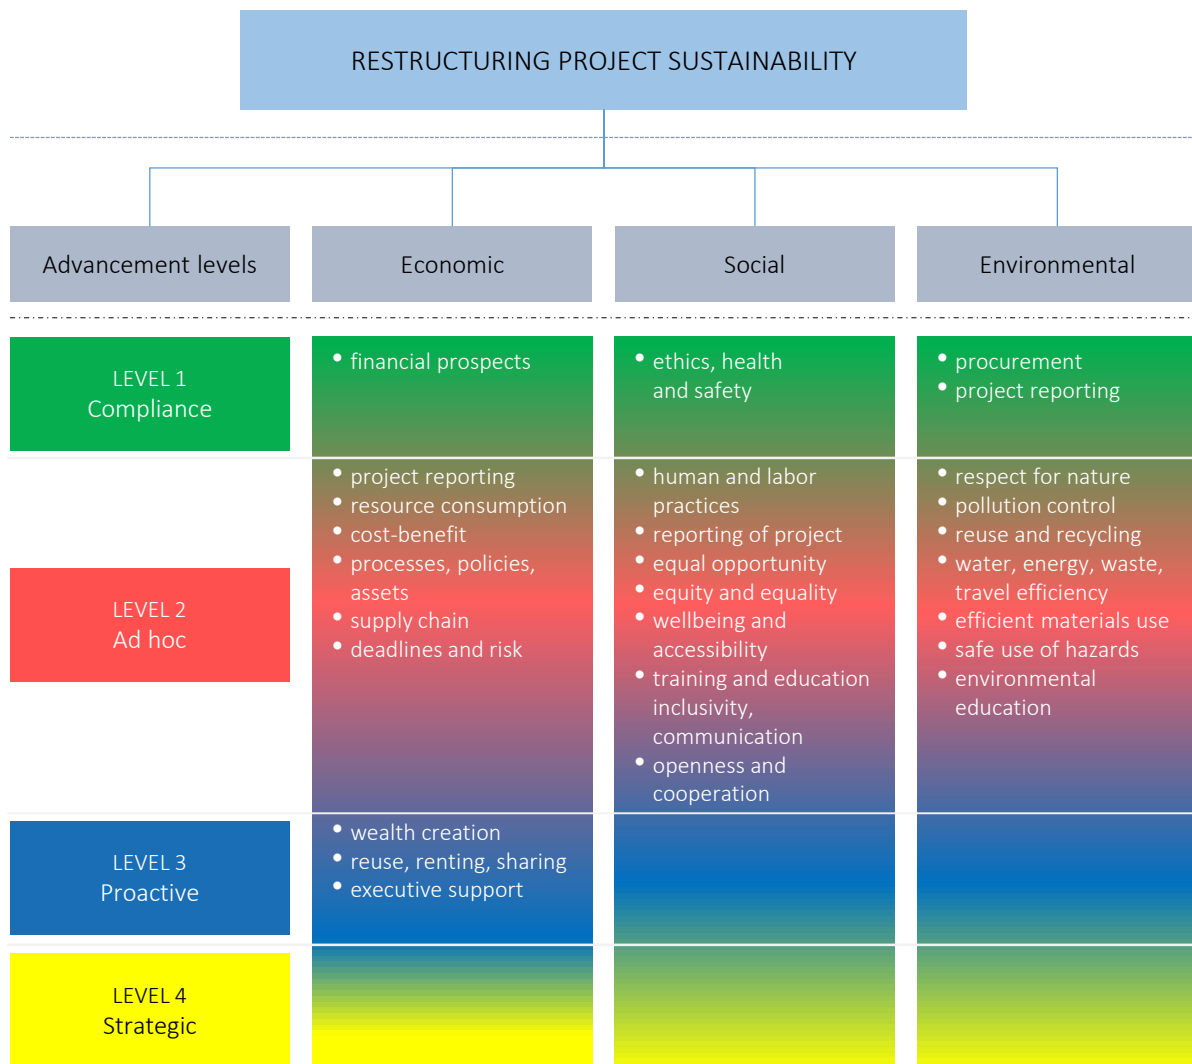 RESTRUCTURING PROJECT SUSTAINABILITY
Advancement levels
Economic
Social
Environmental
LEVEL 1
Compliance
• financial prospects
• ethics, health
and safety
• procurement
• project reporting
LEVEL 2
Ad hoc
• project reporting
• resource consumption
• cost-benefit
• processes, policies,
assets
• supply chain
• deadlines and risk
• human and labor
practices
• reporting of project
• equal opportunity
• equity and equality
• wellbeing and
accessibility
• training and education
inclusivity,
communication
• openness and
cooperation
• respect for nature
• pollution control
• reuse and recycling
• water, energy, waste,
travel efficiency
• efficient materials use
• safe use of hazards
• environmental
education
LEVEL 3
Proactive
• wealth creation
• reuse, renting, sharing
• executive support
LEVEL 4
Strategic